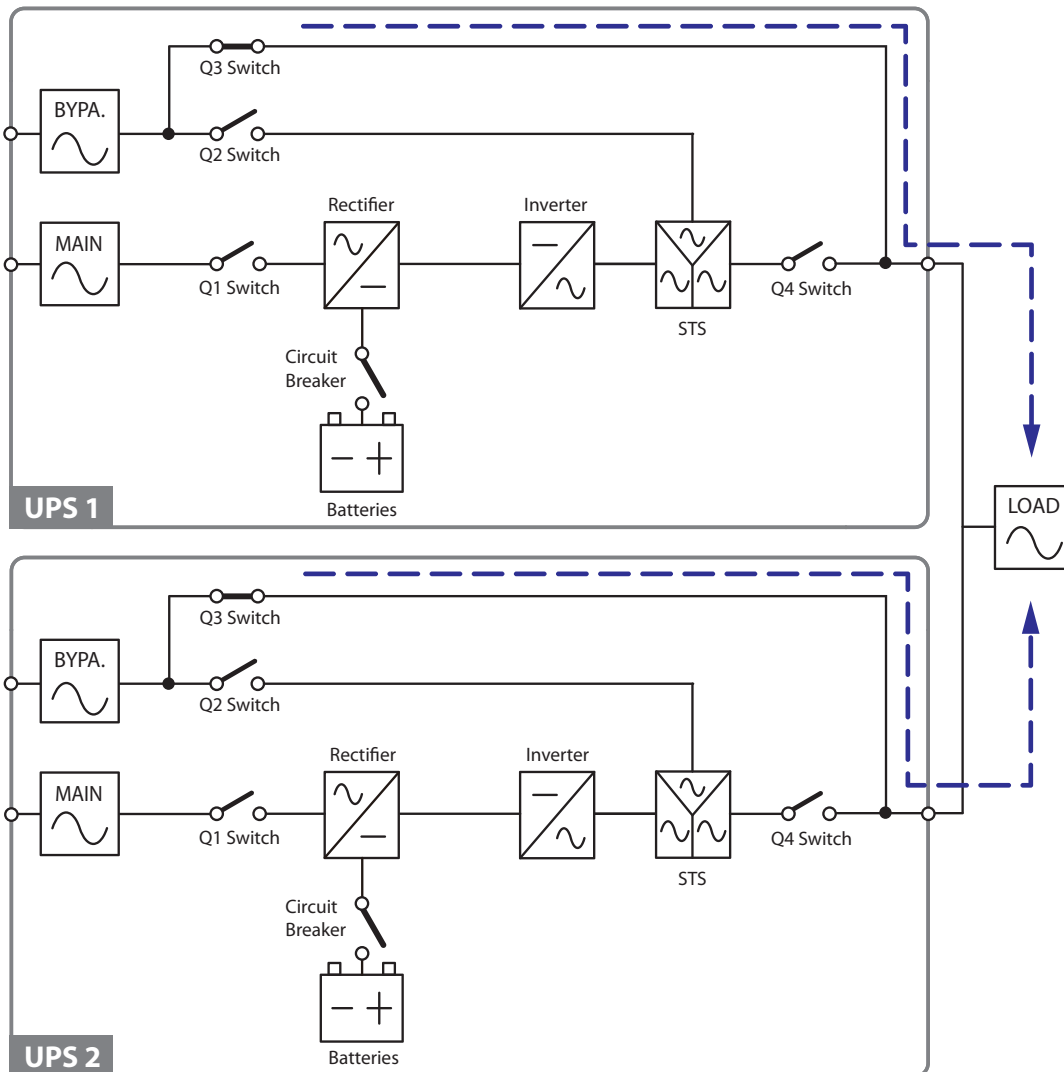 Q3 Switch
BYPA.
Q2 Switch
Rectifier
Inverter
MAIN
Q1 Switch
Q4 Switch
STS
Circuit
Breaker
Batteries
UPS 1
LOAD
Q3 Switch
BYPA.
Q2 Switch
Rectifier
Inverter
MAIN
Q1 Switch
Q4 Switch
STS
Circuit
Breaker
Batteries
UPS 2